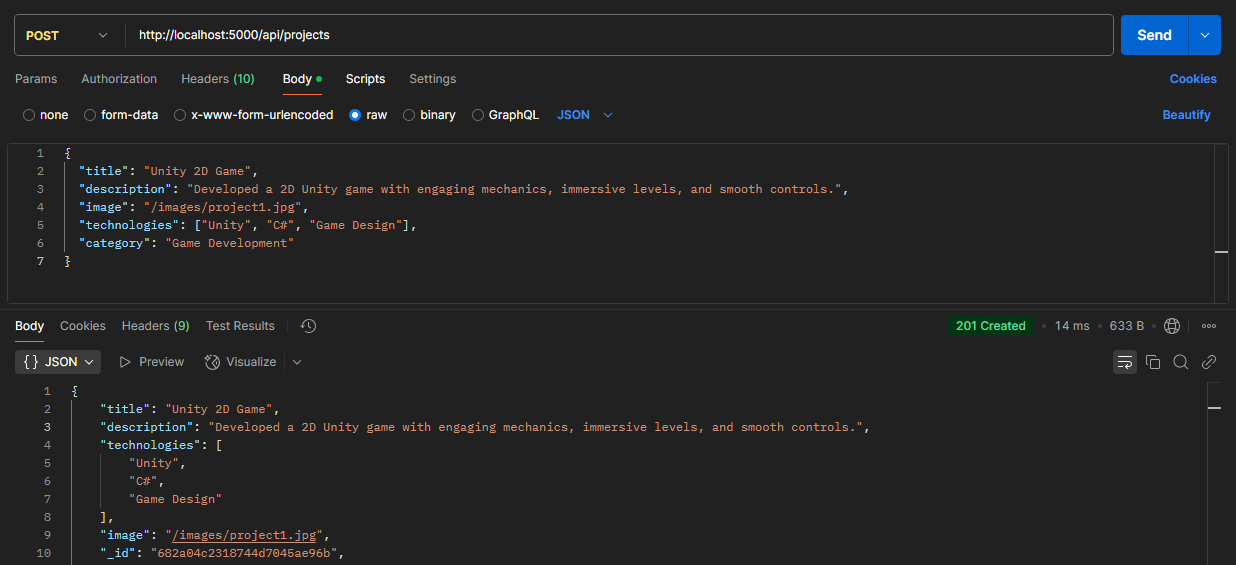 POST http://localhost:5000/api/projects Send
Params Authorization Headers (10) Body Scripts Settings Cookies
none form-data x-www-form-urlencoded raw binary GraphQL JSON Beautify
1 {
2 "title": "Unity 2D Game",
3 "description": "Developed a 2D Unity game with engaging mechanics, immersive levels, and smooth controls.",
4 "image": "/images/project1.jpg",
5 "technologies": ["Unity", "C#", "Game Design"],
6 "category": "Game Development"
7 }
Body Cookies Headers (9) Test Results 201 Created • 14 ms • 633 B •
{} JSON Preview Visualize
1 {
2 "title": "Unity 2D Game",
3 "description": "Developed a 2D Unity game with engaging mechanics, immersive levels, and smooth controls.",
4 "technologies": [
5 "Unity",
6 "C#",
7 "Game Design"
8 ],
9 "image": "/images/project1.jpg",
10 "_id": "682a04c2318744d7045ae96b",